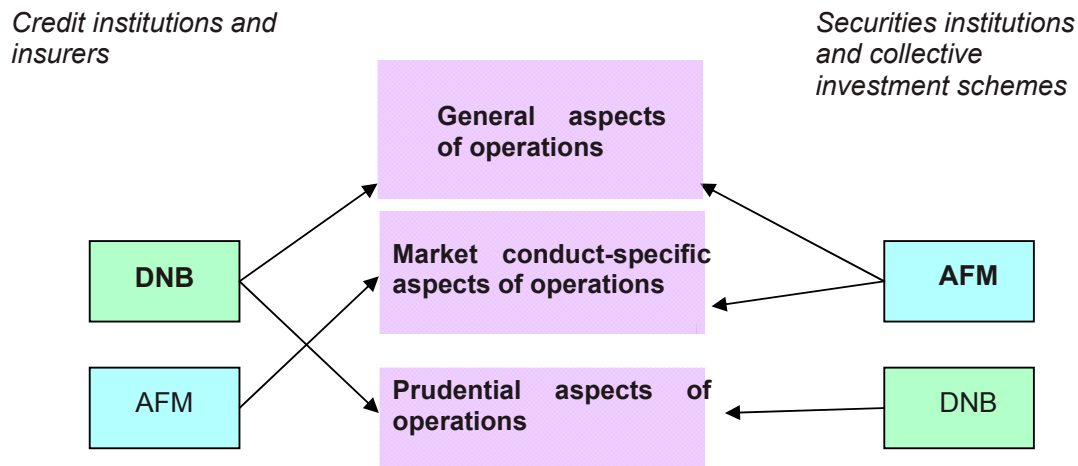 Credit institutions and
insurers
Securities institutions
and collective
investment schemes
General aspects
of operations
DNB
Market conduct-specific
aspects of operations
AFM
AFM
Prudential aspects of
operations
DNB